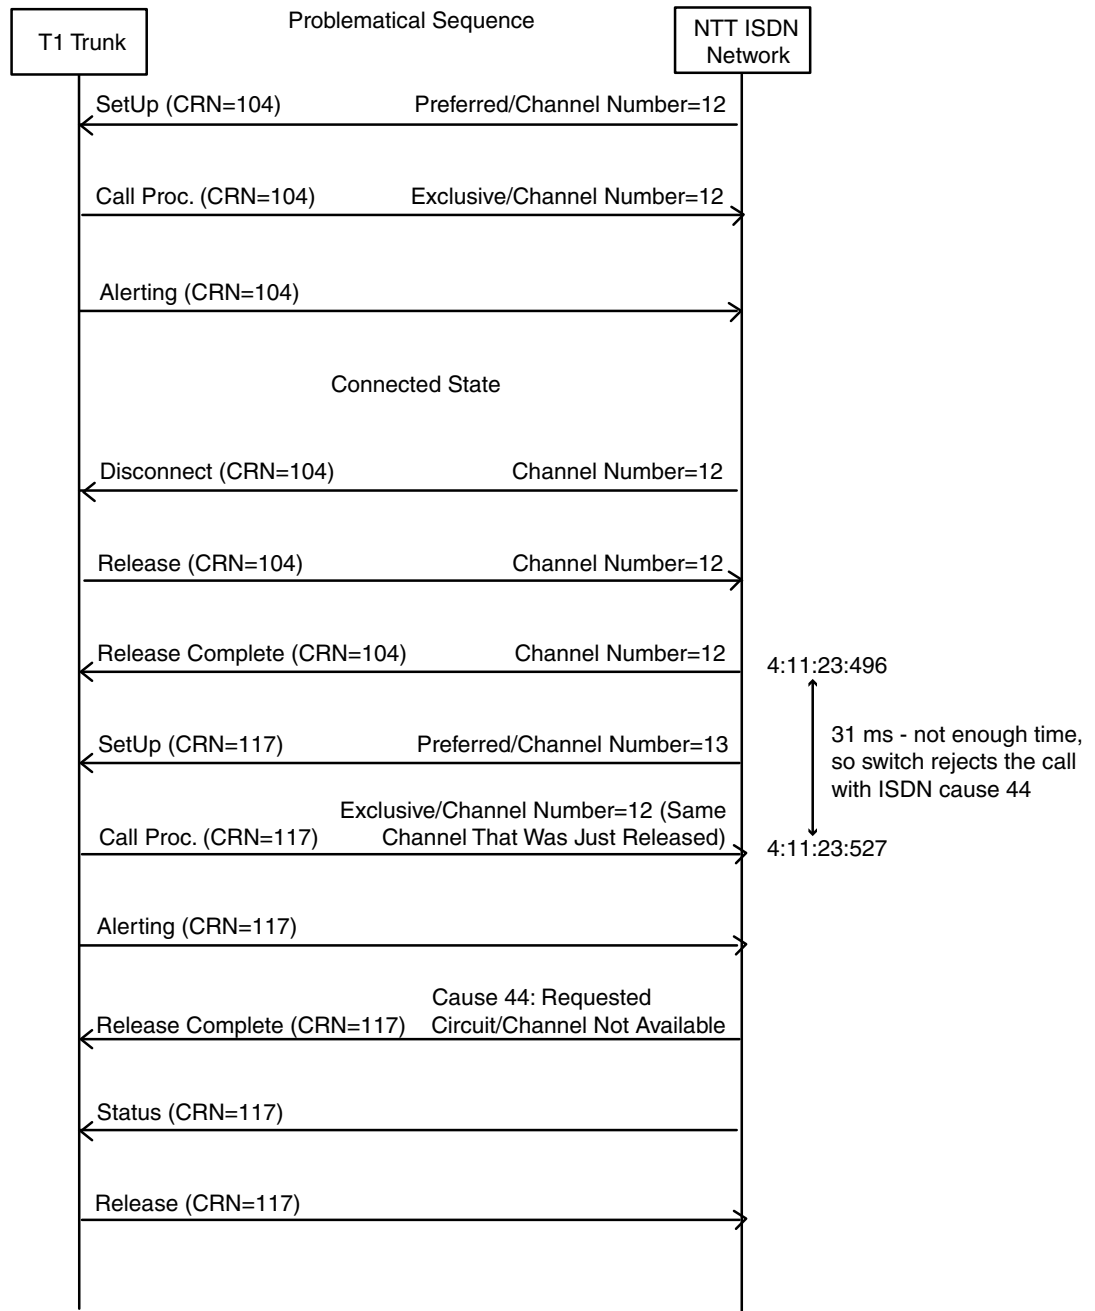 Problematical Sequence
T1 Trunk
NTT ISDN
Network
SetUp (CRN=104) Preferred/Channel Number=12
Call Proc. (CRN=104) Exclusive/Channel Number=12
Alerting (CRN=104)
Connected State
Disconnect (CRN=104) Channel Number=12
Release (CRN=104) Channel Number=12
Release Complete (CRN=104) Channel Number=12
4:11:23:496
SetUp (CRN=117) Preferred/Channel Number=13
31 ms - not enough time,
so switch rejects the call
with ISDN cause 44
Exclusive/Channel Number=12 (Same
Call Proc. (CRN=117) Channel That Was Just Released)
4:11:23:527
Alerting (CRN=117)
Cause 44: Requested
Release Complete (CRN=117) Circuit/Channel Not Available
Status (CRN=117)
Release (CRN=117)